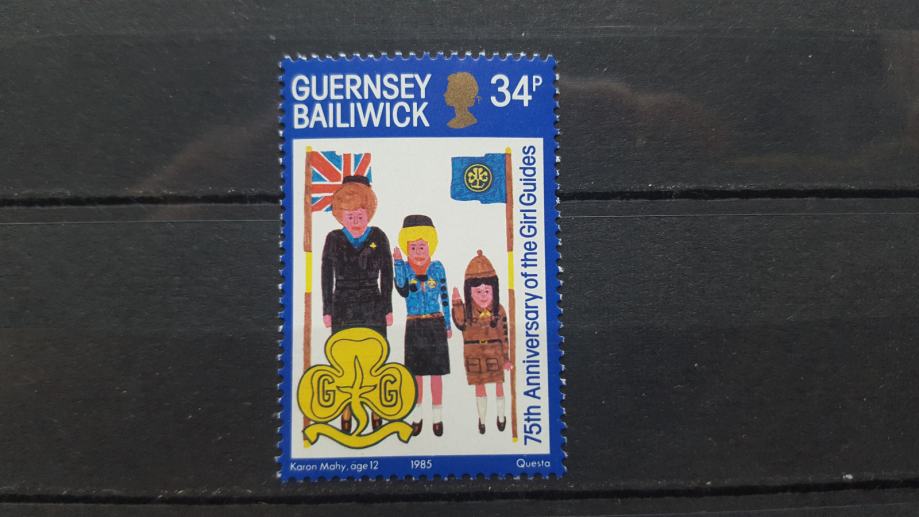 GUERNSEY
BAILIWICK
34P
75th Anniversary of the Girl Guides
G G
Karon Mahy, age 12 1985 Questa